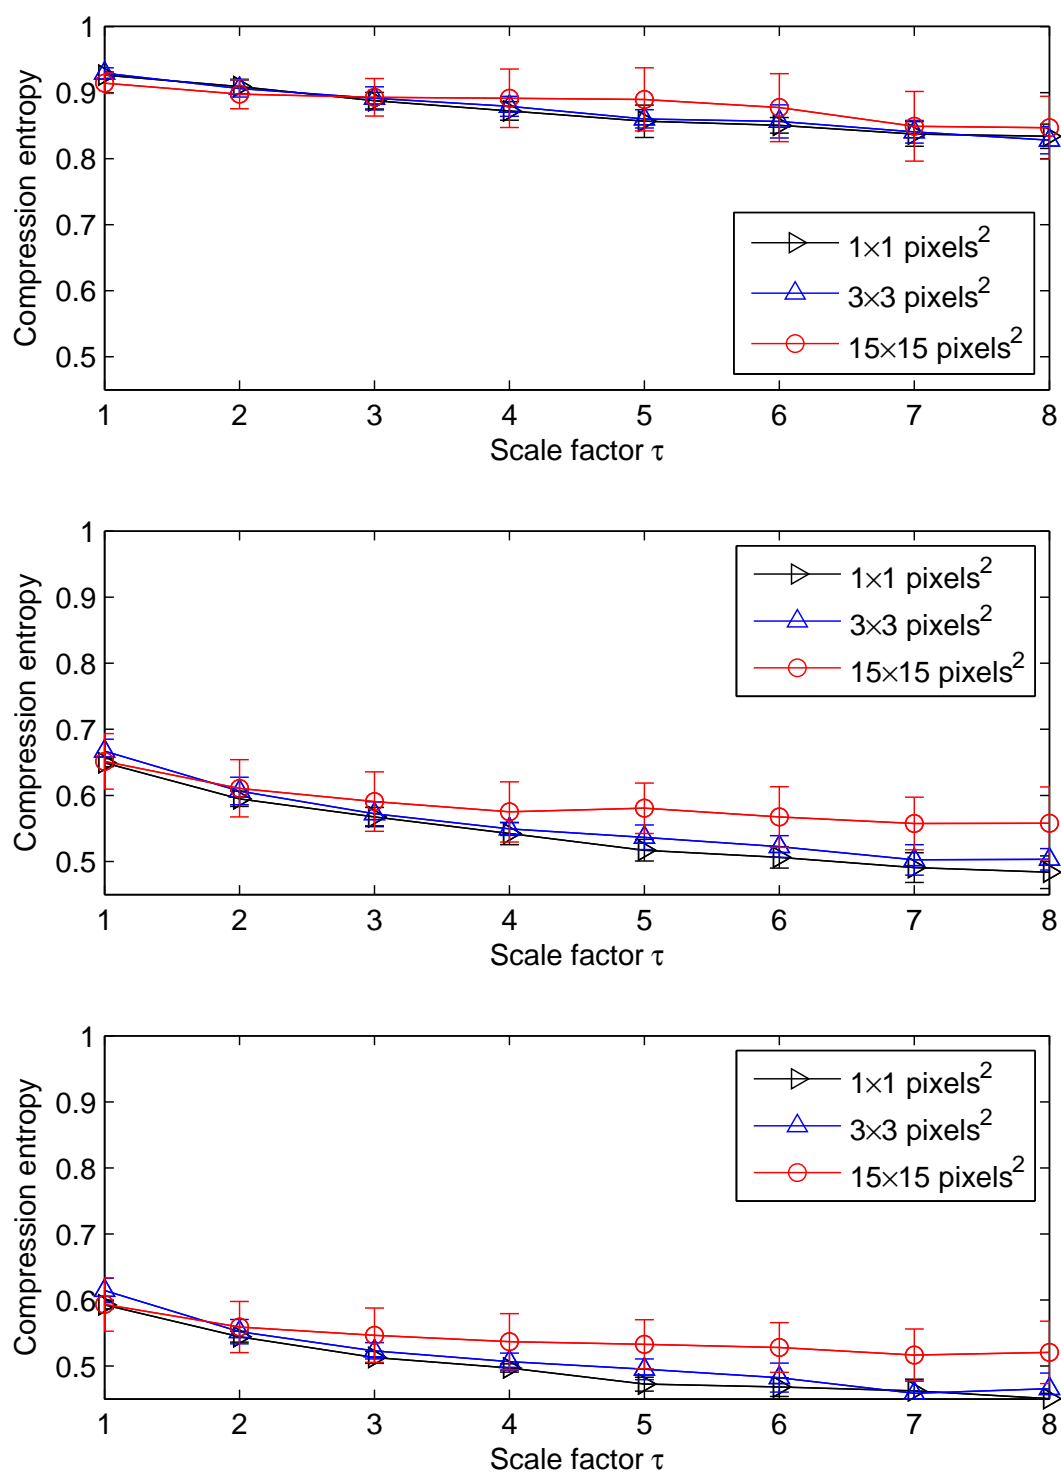 1
0.9
0.8
0.7
0.6
0.5
Compression entropy
1×1 pixels²
3×3 pixels²
15×15 pixels²
1 2 3 4 5 6 7 8
Scale factor τ
1
0.9
0.8
0.7
0.6
0.5
Compression entropy
1×1 pixels²
3×3 pixels²
15×15 pixels²
1 2 3 4 5 6 7 8
Scale factor τ
1
0.9
0.8
0.7
0.6
0.5
Compression entropy
1×1 pixels²
3×3 pixels²
15×15 pixels²
1 2 3 4 5 6 7 8
Scale factor τ